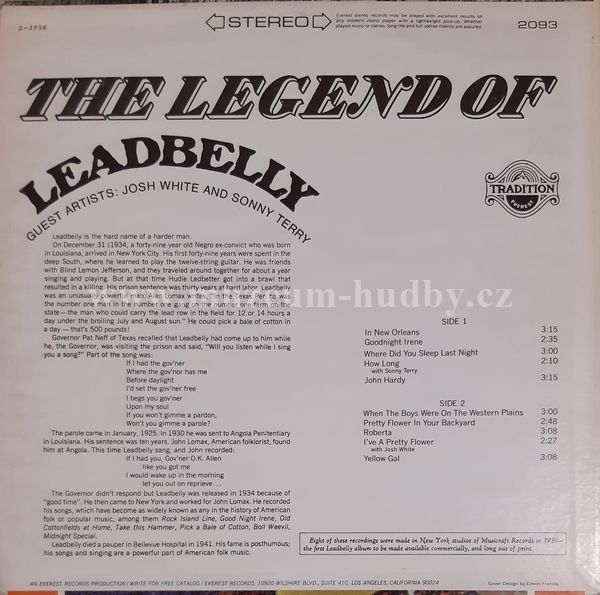 S-3956
STEREO
Everest stereo records may be played with excellent results on
any modern mono player with a lightweight pick-up. Whether
played mono or stereo, long life and full stereo fidelity are assured.
2093
THE LEGEND OF
LEADBELLY
GUEST ARTISTS: JOSH WHITE AND SONNY TERRY
TRADITION
EVEREST
Leadbelly is the hard name of a harder man.
On December 31 (1934, a forty-nine year old Negro ex-convict who was born
in Louisiana, arrived in New York City. His first forty-nine years were spent in the
deep South, where he learned to play the twelve-string guitar. He was friends
with Blind Lemon Jefferson, and they traveled around together for about a year
singing and playing. But at that time Hudie Ledbetter got into a brawl that
resulted in a The sentence was thirty years at hard labor. Leadbelly
was an unusual Alan Lomax writes, "In the Texas Pen he was
the number one man in the number one gang on the number one farm in the
state—the man who could carry the lead row in the field for 12 or 14 hours a
day under the broiling July and August sun." He could pick a bale of cotton in
a day — that's 500 pounds!
Governor Pat Neff of Texas recalled that Leadbelly had come up to him while
he, the Governor, was visiting the prison and said, "Will you listen while I sing
you a song?" Part of the song was:
If I had the gov'ner
Where the gov'nor has me
Before daylight
I'd set the gov'ner free
I begs you gov'ner
Upon my soul
If you won't gimme a pardon,
Won't you gimme a parole?
The parole came in January, 1925. In 1930 he was sent to Angola Penitentiary
in Louisiana. His sentence was ten years. John Lomax, American folklorist, found
him at Angola. This time Leadbelly sang, and John recorded:
If I had you, Gov'ner O.K. Allen
like you got me
I would wake up in the morning
let you out on reprieve...
The Governor didn't respond but Leadbelly was released in 1934 because of
"good time". He then came to New York and worked for John Lomax. He recorded
his songs, which have become as widely known as any in the history of American
folk or popular music, among them Rock Island Line, Good Night Irene, Old
Cottonfields at Home, Take this Hammer, Pick a Bale of Cotton, Boll Weevil,
Midnight Special.
Leadbelly died a pauper in Bellevue Hospital in 1941. His fame is posthumous;
his songs and singing are a powerful part of American folk music.
SIDE 1
In New Orleans 3:15
Goodnight Irene 2:35
Where Did You Sleep Last Night 3:00
How Long 2:10
with Sonny Terry
John Hardy 3:15
SIDE 2
When The Boys Were On The Western Plains 3:00
Pretty Flower In Your Backyard 2:48
Roberta 3:08
I've A Pretty Flower 2:27
with Josh White
Yellow Gal 3:08
Eight of these recordings were made in New York studios of Musicraft Records in 1939—
the first Leadbelly album to be made available commercially, and long out of print.
AN EVEREST RECORDS PRODUCTION / WRITE FOR FREE CATALOG / EVEREST RECORDS, 10920 WILSHIRE BLVD., SUITE 410, LOS ANGELES, CALIFORNIA 90024
Cover Design by Edwin Francis